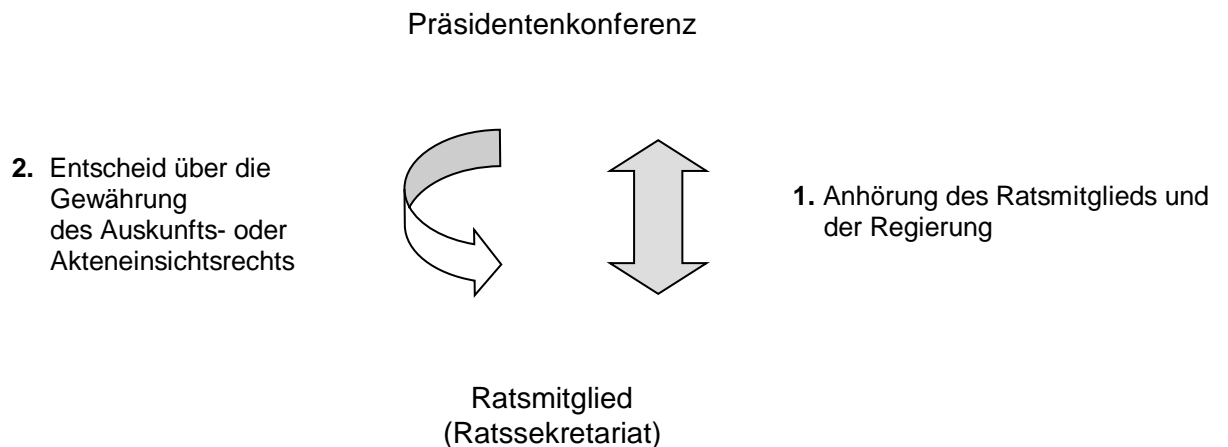 Präsidentenkonferenz
2. Entscheid über die
Gewährung
des Auskunfts- oder
Akteneinsichtsrechts
1. Anhörung des Ratsmitglieds und
der Regierung
Ratsmitglied
(Ratssekretariat)